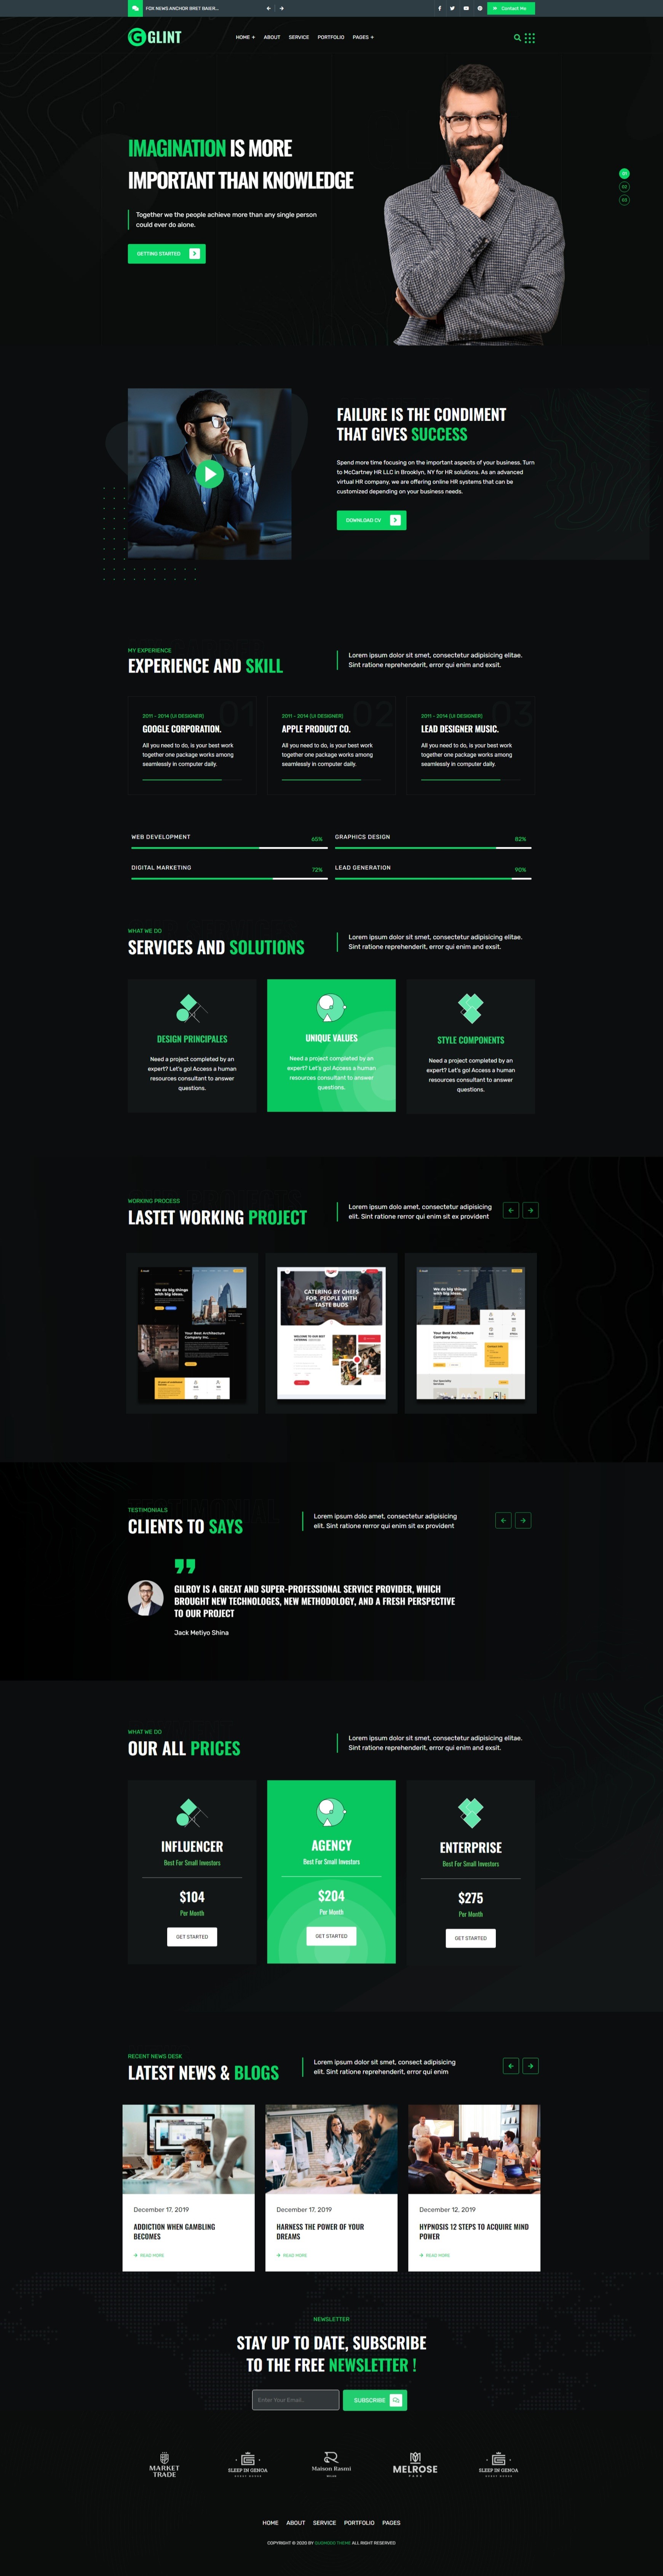 FOX NEWS ANCHOR BRET BAIER...
Contact Me
GLINT
HOME +
ABOUT
SERVICE
PORTFOLIO
PAGES +
IMAGINATION IS MORE
IMPORTANT THAN KNOWLEDGE
Together we the people achieve more than any single person
could ever do alone.
GETTING STARTED
01
02
03
FAILURE IS THE CONDIMENT
THAT GIVES SUCCESS
Spend more time focusing on the important aspects of your business. Turn
to McCartney HR LLC in Brooklyn, NY for HR solutions. As an advanced
virtual HR company, we are offering online HR systems that can be
customized depending on your business needs.
DOWNLOAD CV
MY EXPERIENCE
EXPERIENCE AND SKILL
Lorem ipsum dolor sit smet, consectetur adipisicing elitae.
Sint ratione reprehenderit, error qui enim and exsit.
01
2011 - 2014 (UI DESIGNER)
GOOGLE CORPORATION.
All you need to do, is your best work
together one package works among
seamlessly in computer daily.
02
2011 - 2014 (UI DESIGNER)
APPLE PRODUCT CO.
All you need to do, is your best work
together one package works among
seamlessly in computer daily.
03
2011 - 2014 (UI DESIGNER)
LEAD DESIGNER MUSIC.
All you need to do, is your best work
together one package works among
seamlessly in computer daily.
WEB DEVELOPMENT
65%
GRAPHICS DESIGN
82%
DIGITAL MARKETING
72%
LEAD GENERATION
90%
WHAT WE DO
SERVICES AND SOLUTIONS
Lorem ipsum dolor sit smet, consectetur adipisicing elitae.
Sint ratione reprehenderit, error qui enim and exsit.
DESIGN PRINCIPALES
Need a project completed by an
expert? Let's go! Access a human
resources consultant to answer
questions.
UNIQUE VALUES
Need a project completed by an
expert? Let's go! Access a human
resources consultant to answer
questions.
STYLE COMPONENTS
Need a project completed by an
expert? Let's go! Access a human
resources consultant to answer
questions.
WORKING PROCESS
LASTET WORKING PROJECT
Lorem ipsum dolo amet, consectetur adipisicing
elit. Sint ratione rerror qui enim sit ex provident
We do big things
with big ideas.
Your Best Architecture
Company inc.
CATERING BY CHEFS
FOR PEOPLE WITH
TASTE BUDS
WELCOME TO OUR BEST
We do big things
with big ideas.
Your Best Architecture
Company inc.
TESTIMONIALS
CLIENTS TO SAYS
Lorem ipsum dolo amet, consectetur adipisicing
elit. Sint ratione rerror qui enim sit ex provident
GILROY IS A GREAT AND SUPER-PROFESSIONAL SERVICE PROVIDER, WHICH
BROUGHT NEW TECHNOLOGES, NEW METHODOLOGY, AND A FRESH PERSPECTIVE
TO OUR PROJECT
Jack Metiyo Shina
WHAT WE DO
OUR ALL PRICES
Lorem ipsum dolor sit smet, consectetur adipisicing elitae.
Sint ratione reprehenderit, error qui enim and exsit.
INFLUENCER
Best For Small Investors
$104
Per Month
GET STARTED
AGENCY
Best For Small Investors
$204
Per Month
GET STARTED
ENTERPRISE
Best For Small Investors
$275
Per Month
GET STARTED
RECENT NEWS DESK
LATEST NEWS & BLOGS
Lorem ipsum dolor sit smet, consect adipisicing
elit. Sint ratione reprehenderit, error qui enim
December 17, 2019
ADDICTION WHEN GAMBLING
BECOMES
READ MORE
December 17, 2019
HARNESS THE POWER OF YOUR
DREAMS
READ MORE
December 12, 2019
HYPNOSIS 12 STEPS TO ACQUIRE MIND
POWER
READ MORE
NEWSLETTER
STAY UP TO DATE, SUBSCRIBE
TO THE FREE NEWSLETTER !
Enter Your Email...
SUBSCRIBE
MARKET
TRADE
SLEEP IN GENOA
Maison Rasmi
MELROSE
SLEEP IN GENOA
HOME
ABOUT
SERVICE
PORTFOLIO
PAGES
COPYRIGHT © 2020 BY QUOMODO THEME ALL RIGHT RESERVED